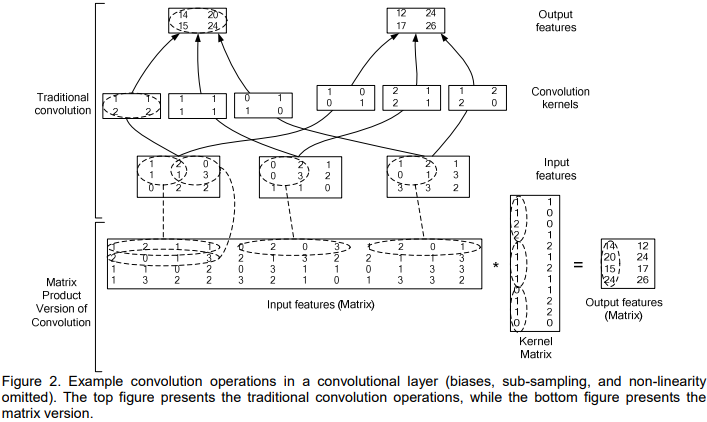 14 20 12 24 Output
15 24 17 26 features
Traditional
convolution
1 1 1 1 0 1 1 0 2 1 1 2 Convolution
2 2 1 1 1 0 0 1 2 1 2 0 kernels
1 2 0 0 2 1 1 2 1 Input
1 1 3 0 3 2 0 1 3 features
0 2 2 1 1 0 3 3 2
Matrix
Product
Version of
Convolution
1 2 1 1 0 2 0 3 1 2 0 1
2 0 1 3 2 1 3 2 2 1 1 3
1 1 0 2 0 3 1 1 0 1 3 3
1 3 2 2 3 2 1 0 1 3 3 2
Input features (Matrix)
*
1 1
1 0
2 0
2 1
1 2
1 1
1 2
1 1
0 1
1 2
1 2
0 0
Kernel
Matrix
=
14 12
20 24
15 17
24 26
Output features
(Matrix)
Figure 2. Example convolution operations in a convolutional layer (biases, sub-sampling, and non-linearity
omitted). The top figure presents the traditional convolution operations, while the bottom figure presents the
matrix version.